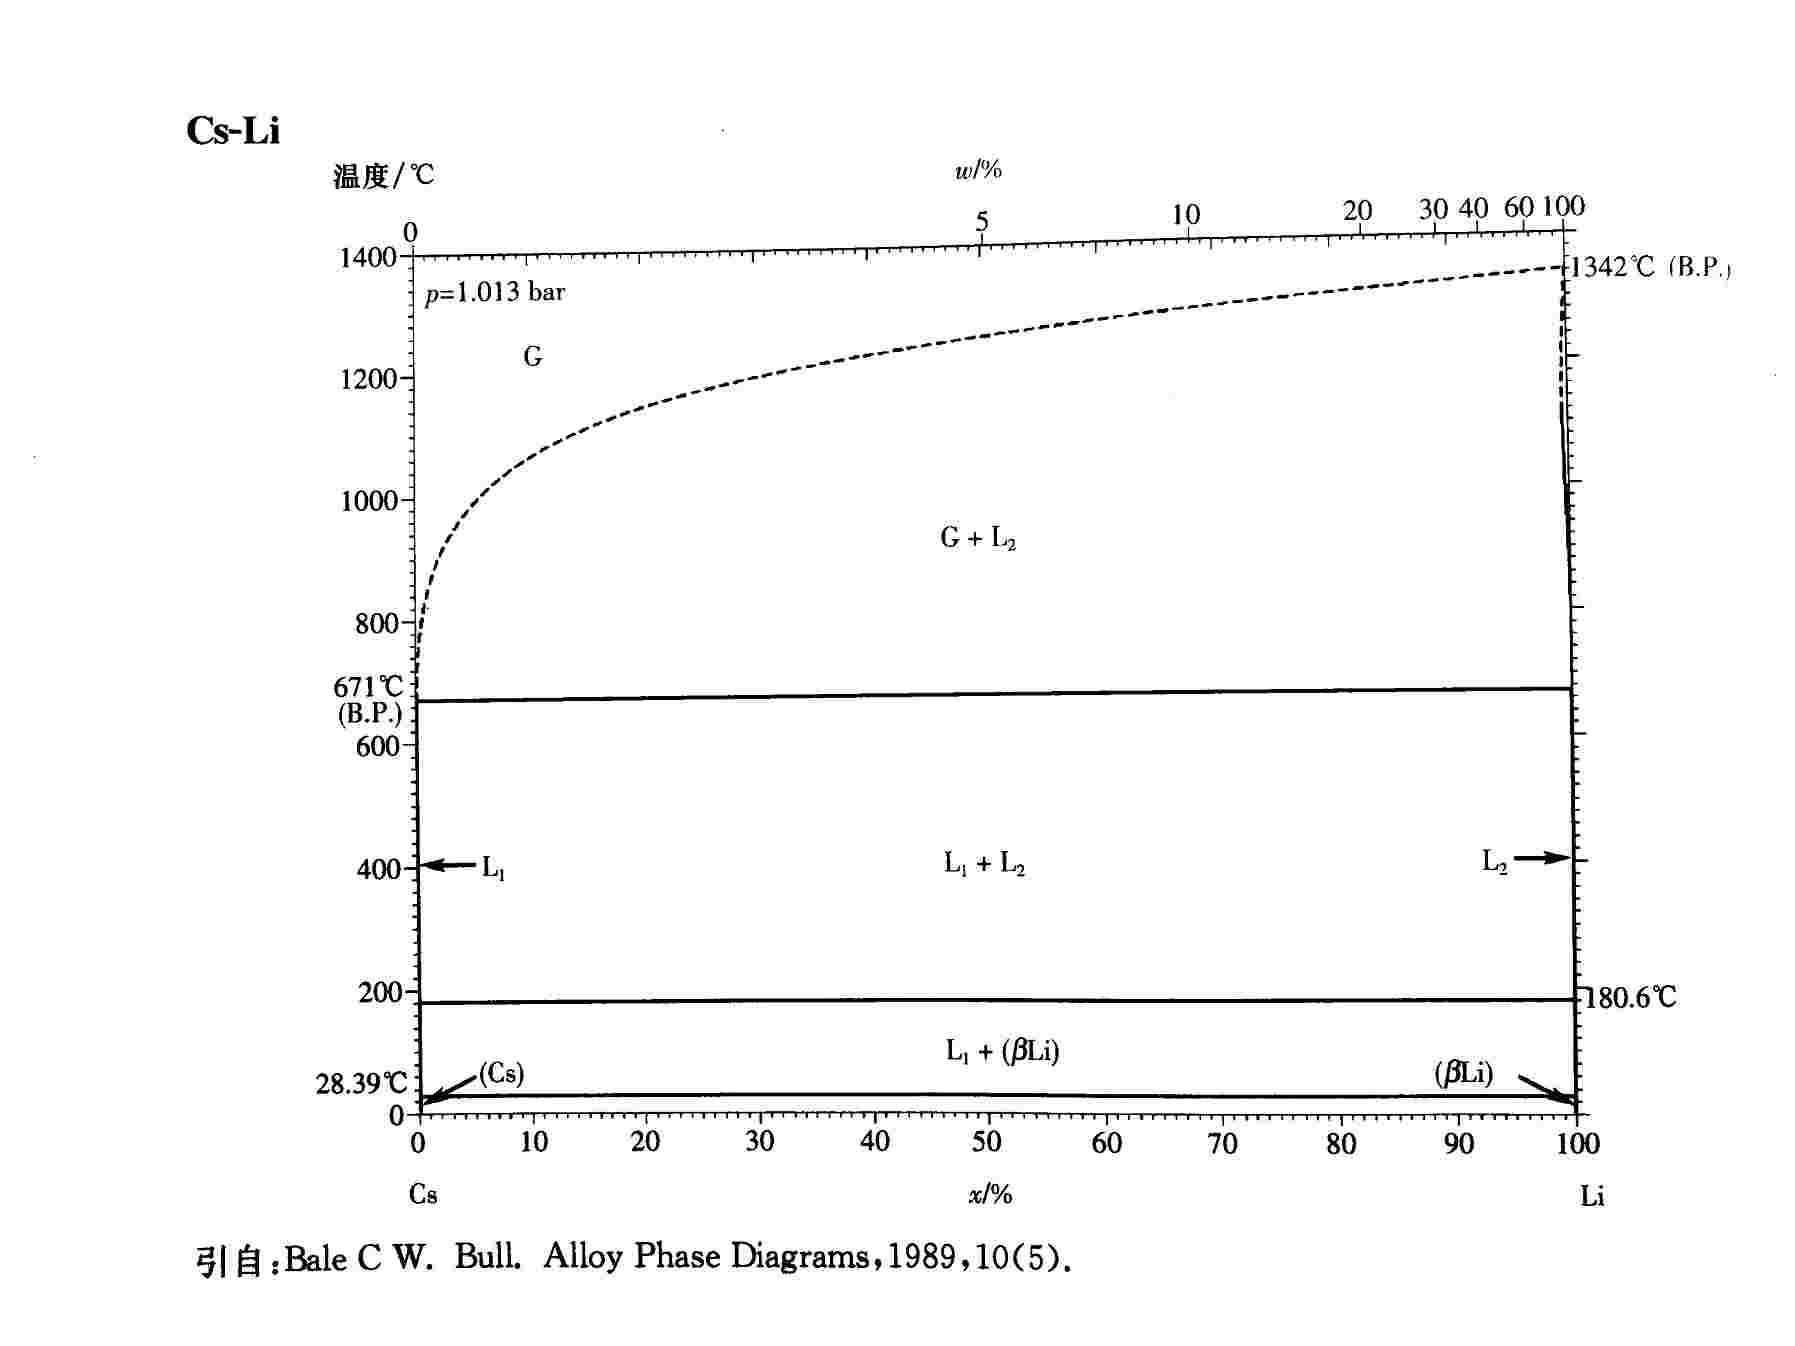 Cs-Li
温度/℃
w/%
0 5 10 20 30 40 60 100
1400
1342℃ (B.P.)
p=1.013 bar
G
1200
1000
G + L₂
800
671℃
(B.P.)
600
400
L₁
L₁ + L₂
L₂
200
180.6℃
L₁ + (βLi)
28.39℃
(Cs)
(βLi)
0
0 10 20 30 40 50 60 70 80 90 100
Cs
x/%
Li
引自:Bale C W. Bull. Alloy Phase Diagrams,1989,10(5).